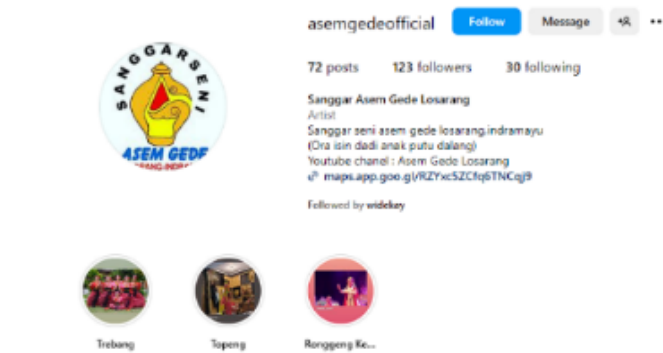 asemgedeofficial Follow Message
72 posts 123 followers 30 following
Sanggar Asem Gede Losarang
Artist
Sanggar seni asem gede losarang.indramayu
(Ora isin dadi anak putu dalang)
Youtube chanel : Asem Gede Losarang
maps.app.goo.gl/RZYxc5ZCfq6TNCqj9
Followed by widekay
SANGGAR SENI
ASEM GEDE
Trebang Topeng Ronggeng Ke...